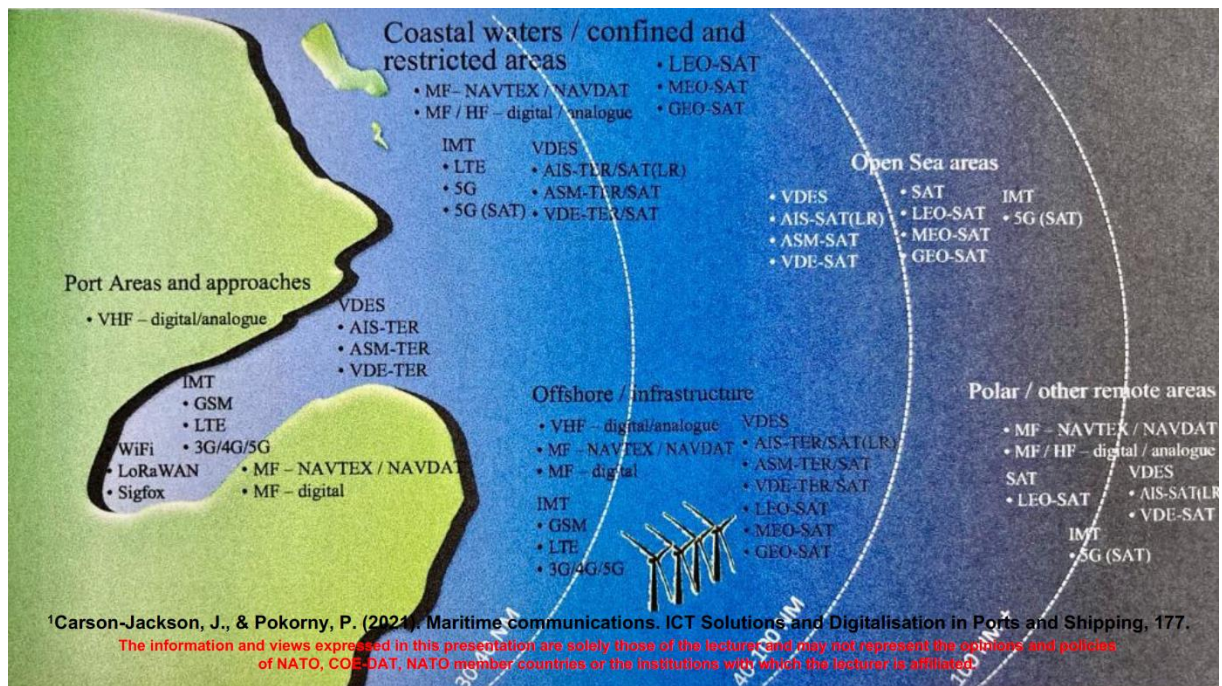 Coastal waters / confined and
restricted areas
• MF– NAVTEX / NAVDAT
• MF / HF – digital / analogue
• LEO-SAT
• MEO-SAT
• GEO-SAT
IMT
• LTE
• 5G
• 5G (SAT)
VDES
• AIS-TER/SAT(LR)
• ASM-TER/SAT
• VDE-TER/SAT
Open Sea areas
• VDES
• AIS-SAT(LR)
• ASM-SAT
• VDE-SAT
• SAT
• LEO-SAT
• MEO-SAT
• GEO-SAT
IMT
• 5G (SAT)
Port Areas and approaches
• VHF – digital/analogue
VDES
• AIS-TER
• ASM-TER
• VDE-TER
IMT
• GSM
• LTE
• 3G/4G/5G
• WiFi
• LoRaWAN
• Sigfox
• MF – NAVTEX / NAVDAT
• MF – digital
Offshore / infrastructure
• VHF – digital/analogue
• MF – NAVTEX / NAVDAT
• MF – digital
IMT
• GSM
• LTE
• 3G/4G/5G
VDES
• AIS-TER/SAT(LR)
• ASM-TER/SAT
• VDE-TER/SAT
• LEO-SAT
• MEO-SAT
• GEO-SAT
Polar / other remote areas
• MF – NAVTEX / NAVDAT
• MF / HF – digital / analogue
SAT
• LEO-SAT
VDES
• AIS-SAT(LR
• VDE-SAT
IMT
• 5G (SAT)
30 NM
40-100 NM
100 NM +
¹Carson-Jackson, J., & Pokorny, P. (2021). Maritime communications. ICT Solutions and Digitalisation in Ports and Shipping, 177.
The information and views expressed in this presentation are solely those of the lecturer and may not represent the opinions and policies
of NATO, COE-DAT, NATO member countries or the institutions with which the lecturer is affiliated.